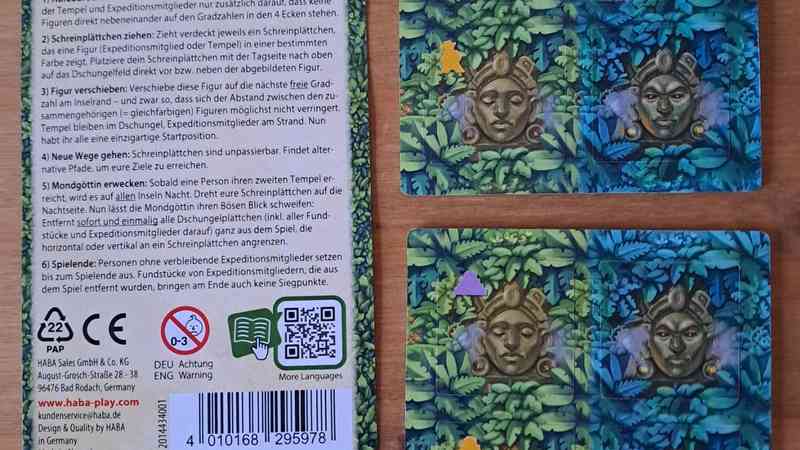 der Tempel und Expeditionsmitglieder nur zusätzlich darauf, dass keine
Figuren direkt nebeneinander auf den Gradzahlen in den 4 Ecken stehen.
2) Schreinplättchen ziehen: Zieht verdeckt jeweils ein Schreinplättchen,
das eine Figur (Expeditionsmitglied oder Tempel) in einer bestimmten
Farbe zeigt. Platziere dein Schreinplättchen mit der Tagseite nach oben
auf das Dschungelfeld direkt vor bzw. neben der abgebildeten Figur.
3) Figur verschieben: Verschiebe diese Figur auf die nächste freie Grad-
zahl am Inselrand – und zwar so, dass sich der Abstand zwischen den zu-
sammengehörigen (= gleichfarbigen) Figuren möglichst nicht verringert.
Tempel bleiben im Dschungel, Expeditionsmitglieder am Strand. Nun
habt ihr alle eine einzigartige Startposition.
4) Neue Wege gehen: Schreinplättchen sind unpassierbar. Findet alter-
native Pfade, um eure Ziele zu erreichen.
5) Mondgöttin erwecken: Sobald eine Person ihren zweiten Tempel er-
reicht, wird es auf allen Inseln Nacht. Dreht eure Schreinplättchen auf die
Nachtseite. Nun lässt die Mondgöttin ihren Bösen Blick schweifen:
Entfernt sofort und einmalig alle Dschungelplättchen (inkl. aller Fund-
stücke und Expeditionsmitglieder darauf) ganz aus dem Spiel, die
horizontal oder vertikal an ein Schreinplättchen angrenzen.
6) Spielende: Personen ohne verbleibende Expeditionsmitglieder setzen
bis zum Spielende aus. Fundstücke von Expeditionsmitgliedern, die aus
dem Spiel entfernt wurden, bringen am Ende auch keine Siegpunkte.
22
PAP
CE
0-3
DEU Achtung
ENG Warning
More Languages
HABA Sales GmbH & Co. KG
August-Grosch-Straße 28 - 38
96476 Bad Rodach, Germany
www.haba-play.com
kundenservice@haba.de
Design & Quality by HABA
in Germany
2014434001
4 010168 295978